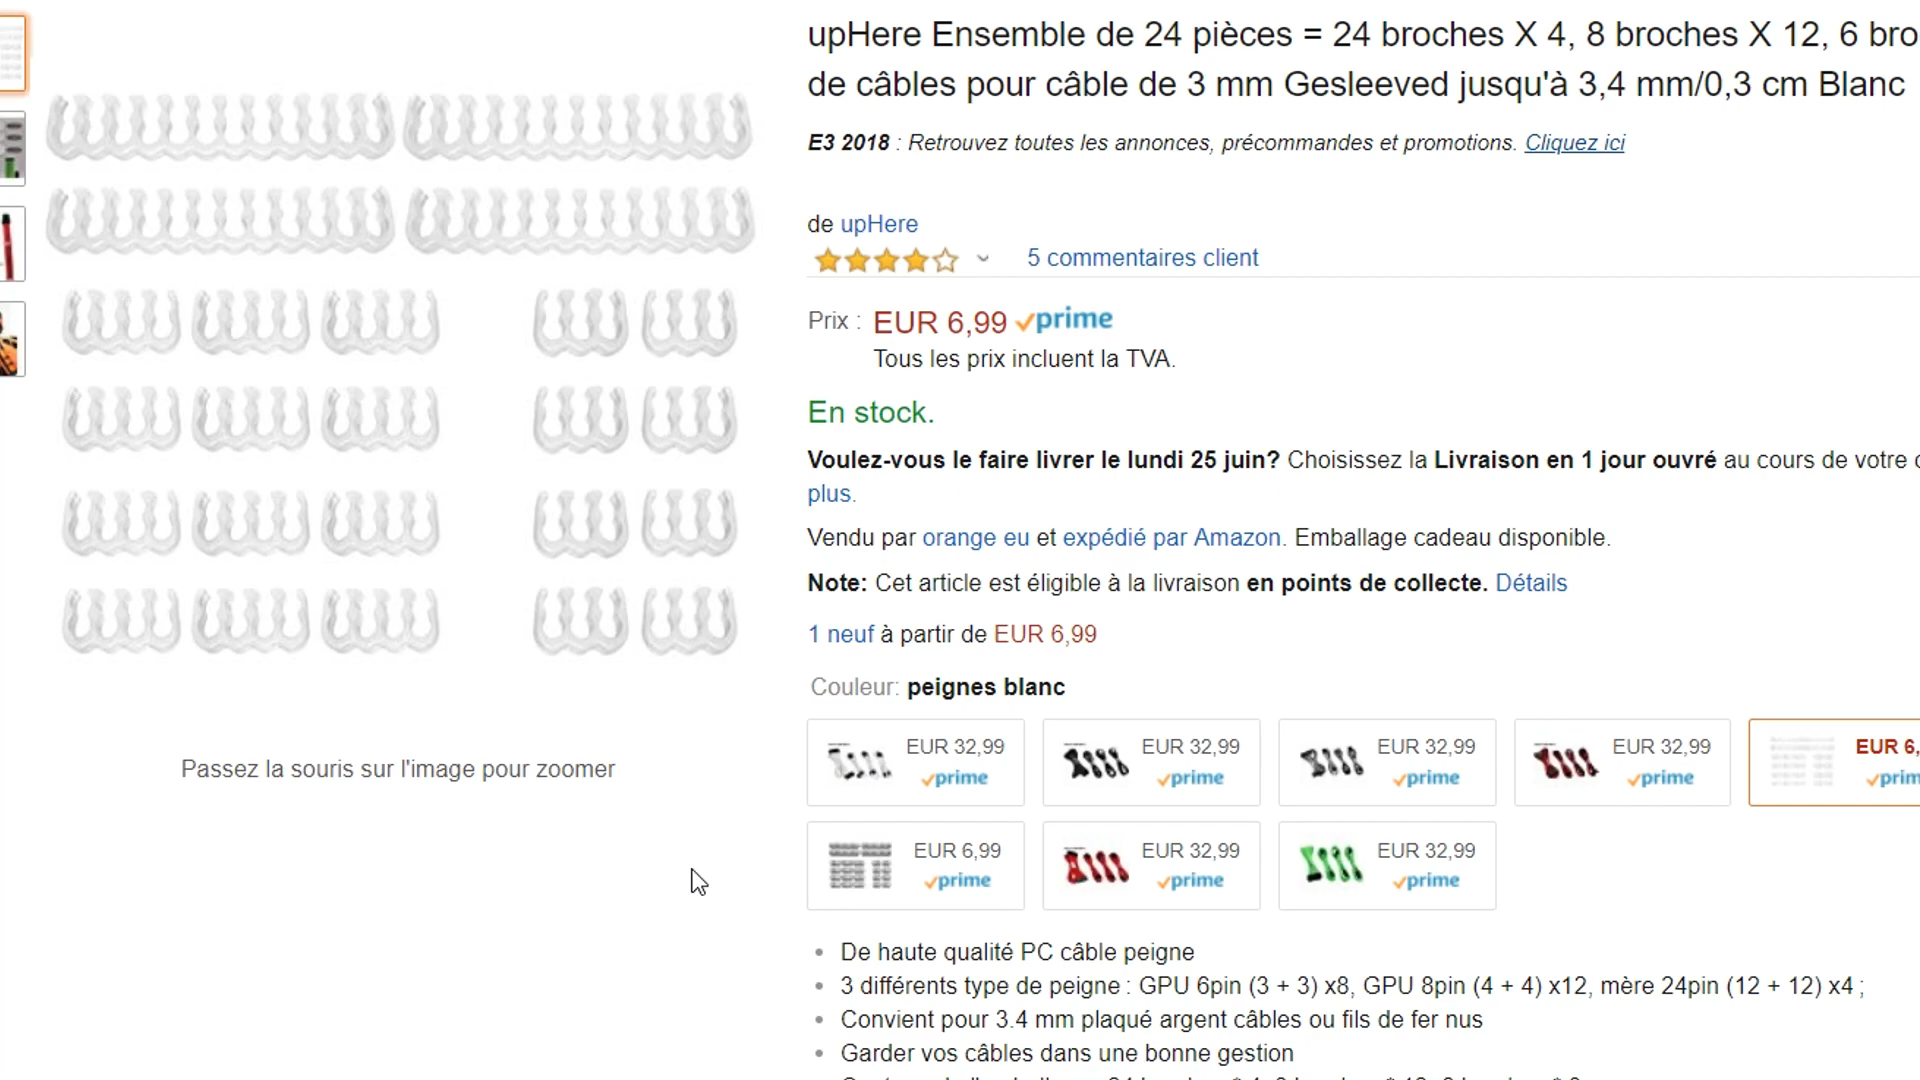 upHere Ensemble de 24 pièces = 24 broches X 4, 8 broches X 12, 6
de câbles pour câble de 3 mm Gesleeved jusqu'à 3,4 mm/0,3 cm Blanc
E3 2018 : Retrouvez toutes les annonces, précommandes et promotions. Cliquez ici
de upHere
5 commentaires client
Prix : EUR 6,99 prime
Tous les prix incluent la TVA.
En stock.
Voulez-vous le faire livrer le lundi 25 juin? Choisissez la Livraison en 1 jour ouvré au cours de votre
plus.
Vendu par orange eu et expédié par Amazon. Emballage cadeau disponible.
Note: Cet article est éligible à la livraison en points de collecte. Détails
1 neuf à partir de EUR 6,99
Couleur: peignes blanc
EUR 32,99 EUR 32,99 EUR 32,99 EUR 32,99 EUR
prime prime prime prime
EUR 6,99 EUR 32,99 EUR 32,99
prime prime prime
Passez la souris sur l'image pour zoomer
• De haute qualité PC câble peigne
• 3 différents type de peigne : GPU 6pin (3 + 3) x8, GPU 8pin (4 + 4) x12, mère 24pin (12 + 12) x4 ;
• Convient pour 3.4 mm plaqué argent câbles ou fils de fer nus
• Garder vos câbles dans une bonne gestion